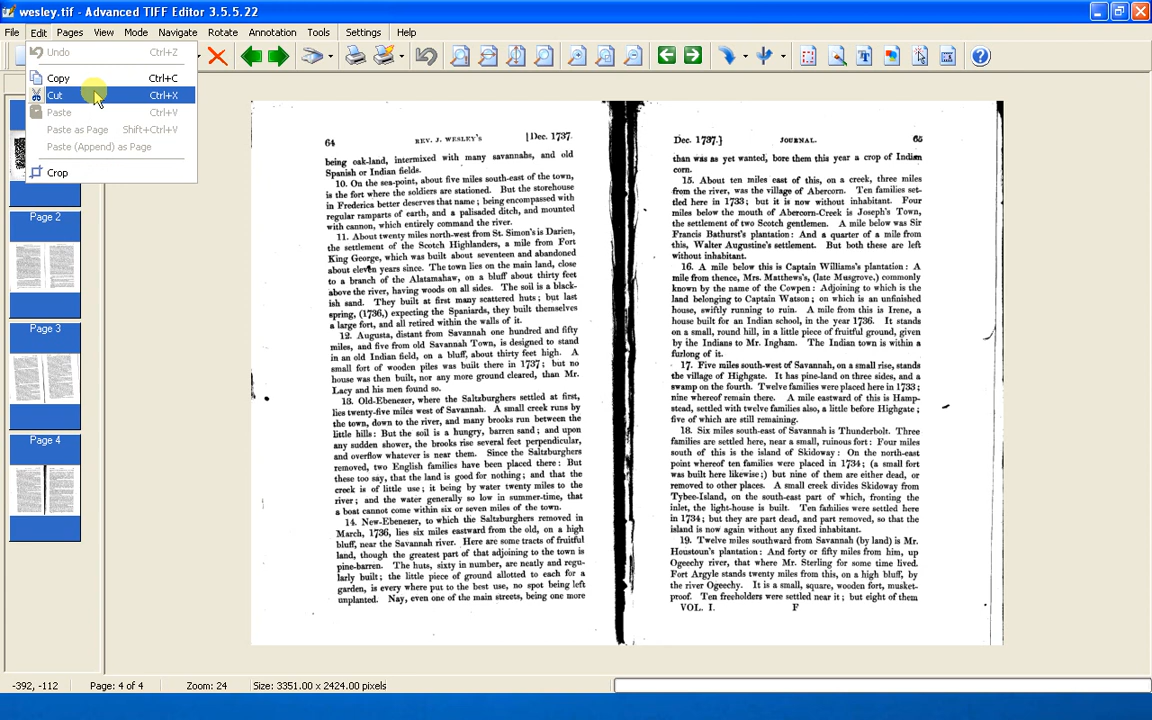 wesley.tif - Advanced TIFF Editor 3.5.5.22
File Edit Pages View Mode Navigate Rotate Annotation Tools Settings Help
Undo Ctrl+Z
Copy Ctrl+C
Cut Ctrl+X
Paste Ctrl+V
Paste as Page Shift+Ctrl+V
Paste (Append) as Page
Crop
Page 2
Page 3
Page 4
64 REV. J. WESLEY'S [Dec. 1737.
being oak-land, intermixed with many savannahs, and old
Spanish or Indian fields.
10. On the sea-point, about five miles south-east of the town,
is the fort where the soldiers are stationed. But the storehouse
in Frederica better deserves that name; being encompassed with
regular ramparts of earth, and a palisaded ditch, and mounted
with cannon, which entirely command the river.
11. About twenty miles north-west from St. Simon's is Darien,
the settlement of the Scotch Highlanders, a mile from Fort
King George, which was built about seventeen and abandoned
about eleven years since. The town lies on the main land, close
to a branch of the Alatamahaw, on a bluff about thirty feet
above the river, having woods on all sides. The soil is a black-
ish sand. They built at first many scattered huts; but last
spring, (1736,) expecting the Spaniards, they built themselves
a large fort, and all retired within the walls of it.
12. Augusta, distant from Savannah one hundred and fifty
miles, and five from old Savannah Town, is designed to stand
in an old Indian field, on a bluff, about thirty feet high. A
small fort of wooden piles was built there in 1737; but no
house was then built, nor any more ground cleared, than Mr.
Lacy and his men found so.
13. Old-Ebenezer, where the Saltzburghers settled at first,
lies twenty-five miles west of Savannah. A small creek runs by
the town, down to the river, and many brooks run between the
little hills: But the soil is a hungry, barren sand; and upon
any sudden shower, the brooks rise several feet perpendicular,
and overflow whatever is near them. Since the Saltzburghers
removed, two English families have been placed there: But
these too say, that the land is good for nothing; and that the
creek is of little use; it being by water twenty miles to the
river; and the water generally so low in summer-time, that
a boat cannot come within six or seven miles of the town.
14. New-Ebenezer, to which the Saltzburghers removed in
March, 1736, lies six miles eastward from the old, on a high
bluff, near the Savannah river. Here are some tracts of fruitful
land, though the greatest part of that adjoining to the town is
pine-barren. The huts, sixty in number, are neatly and regu-
larly built; the little piece of ground allotted to each for a
garden, is every where put to the best use, no spot being left
unplanted. Nay, even one of the main streets, being one more
Dec. 1737.] JOURNAL. 65
than was as yet wanted, bore them this year a crop of Indian
corn.
15. About ten miles east of this, on a creek, three miles
from the river, was the village of Abercorn. Ten families set-
tled here in 1733; but it is now without inhabitant. Four
miles below the mouth of Abercorn-Creek is Joseph's Town,
the settlement of two Scotch gentlemen. A mile below was Sir
Francis Bathurst's plantation: And a quarter of a mile from
this, Walter Augustine's settlement. But both these are left
without inhabitant.
16. A mile below this is Captain Williams's plantation: A
mile from thence, Mrs. Matthews's, (late Musgrove,) commonly
known by the name of the Cowpen: Adjoining to which is the
land belonging to Captain Watson; on which is an unfinished
house, swiftly running to ruin. A mile from this is Irene, a
house built for an Indian school, in the year 1736. It stands
on a small, round hill, in a little piece of fruitful ground, given
by the Indians to Mr. Ingham. The Indian town is within a
furlong of it.
17. Five miles south-west of Savannah, on a small rise, stands
the village of Highgate. It has pine-land on three sides, and a
swamp on the fourth. Twelve families were placed here in 1733;
nine whereof remain there. A mile eastward of this is Hamp-
stead, settled with twelve families also, a little before Highgate;
five of which are still remaining.
18. Six miles south-east of Savannah is Thunderbolt. Three
families are settled here, near a small, ruinous fort: Four miles
south of this is the island of Skidoway: On the north-east
point whereof ten families were placed in 1734; (a small fort
was built here likewise;) but nine of them are either dead, or
removed to other places. A small creek divides Skidoway from
Tybee-Island, on the south-east part of which, fronting the
inlet, the light-house is built. Ten families were settled here
in 1734; but they are part dead, and part removed, so that the
island is now again without any fixed inhabitant.
19. Twelve miles southward from Savannah (by land) is Mr.
Houstoun's plantation: And forty or fifty miles from him, up
Ogeechy river, that where Mr. Sterling for some time lived.
Fort Argyle stands twenty miles from this, on a high bluff, by
the river Ogeechy. It is a small, square, wooden fort, musket-
proof. Ten freeholders were settled near it; but eight of them
VOL. I. F
-392, -112 Page: 4 of 4 Zoom: 24 Size: 3351.00 x 2424.00 pixels